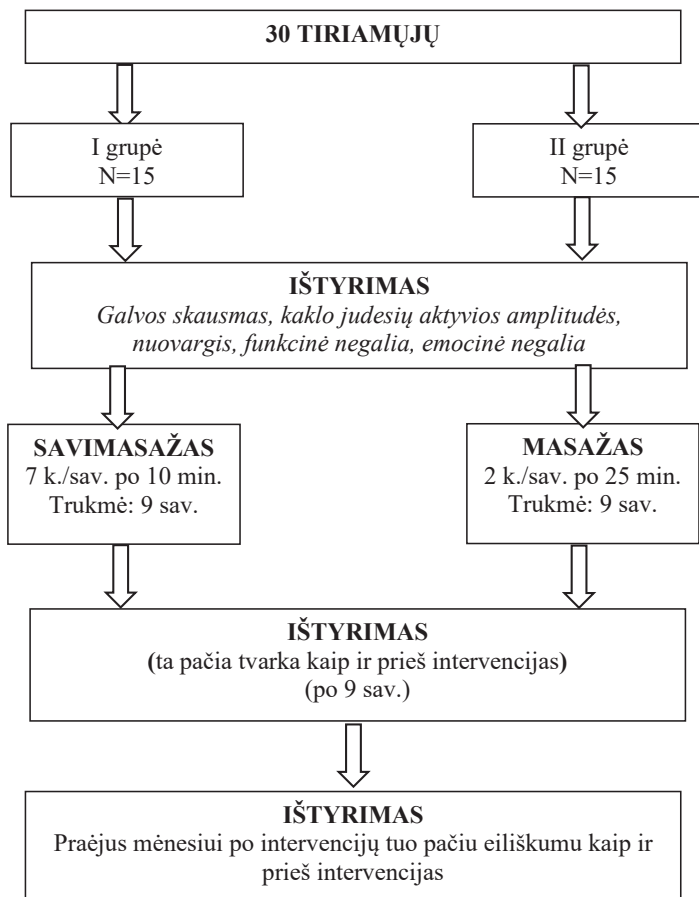 30 TIRIAMŲJŲ
I grupė
N=15
II grupė
N=15
IŠTYRIMAS
Galvos skausmas, kaklo judesių aktyvios amplitudės,
nuovargis, funkcinė negalia, emocinė negalia
SAVIMASAŽAS
7 k./sav. po 10 min.
Trukmė: 9 sav.
MASAŽAS
2 k./sav. po 25 min.
Trukmė: 9 sav.
IŠTYRIMAS
(ta pačia tvarka kaip ir prieš intervencijas)
(po 9 sav.)
IŠTYRIMAS
Praėjus mėnesiui po intervencijų tuo pačiu eiliškumu kaip ir
prieš intervencijas